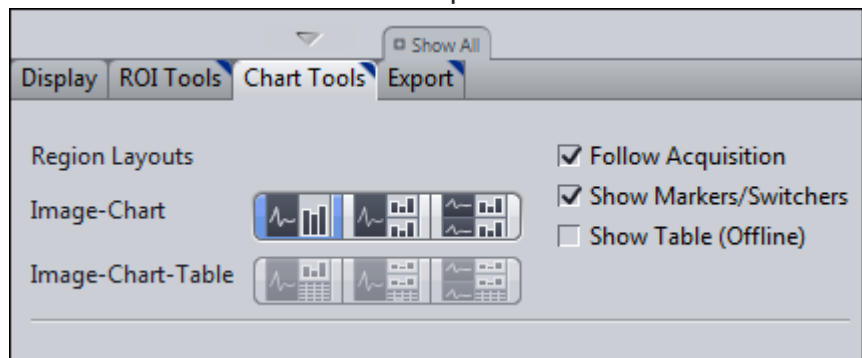 Show All
Display ROI Tools Chart Tools Export
Region Layouts
Follow Acquisition
Image-Chart
Show Markers/Switchers
Show Table (Offline)
Image-Chart-Table